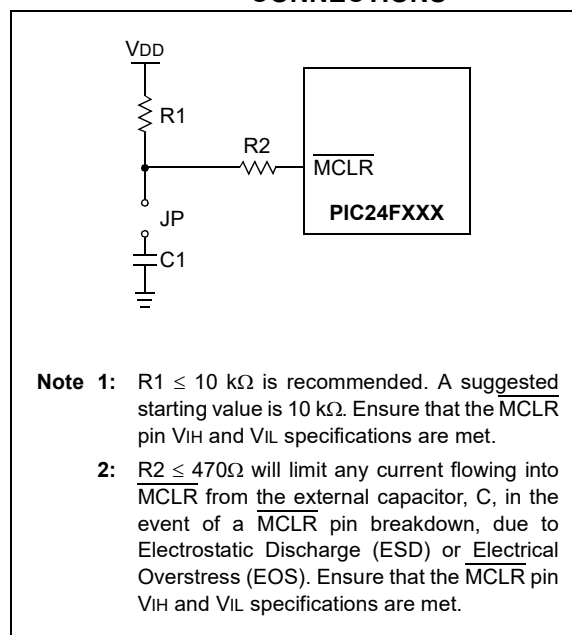 CONNECTIONS
VDD
R1
R2
MCLR
PIC24FXXX
JP
C1
Note 1: R1 ≤ 10 kΩ is recommended. A suggested
starting value is 10 kΩ. Ensure that the MCLR
pin VIH and VIL specifications are met.
2: R2 ≤ 470Ω will limit any current flowing into
MCLR from the external capacitor, C, in the
event of a MCLR pin breakdown, due to
Electrostatic Discharge (ESD) or Electrical
Overstress (EOS). Ensure that the MCLR pin
VIH and VIL specifications are met.